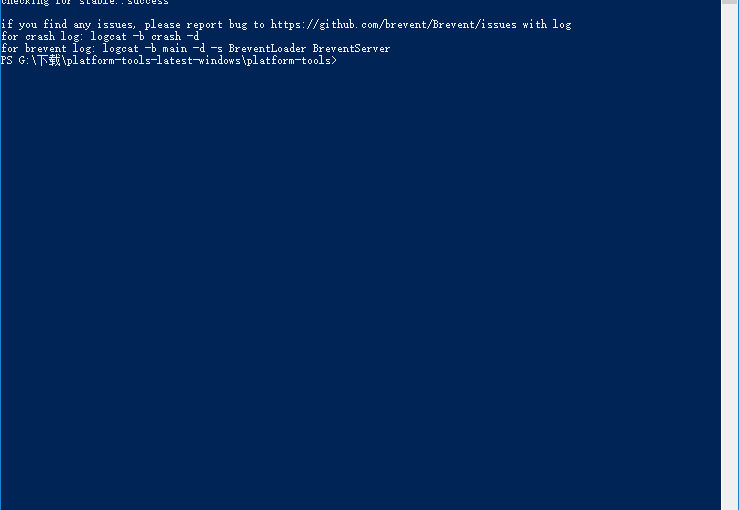 checking for stable..success
if you find any issues, please report bug to https://github.com/brevent/Brevent/issues with log
for crash log: logcat -b crash -d
for brevent log: logcat -b main -d -s BreventLoader BreventServer
PS G:\下载\platform-tools-latest-windows\platform-tools>